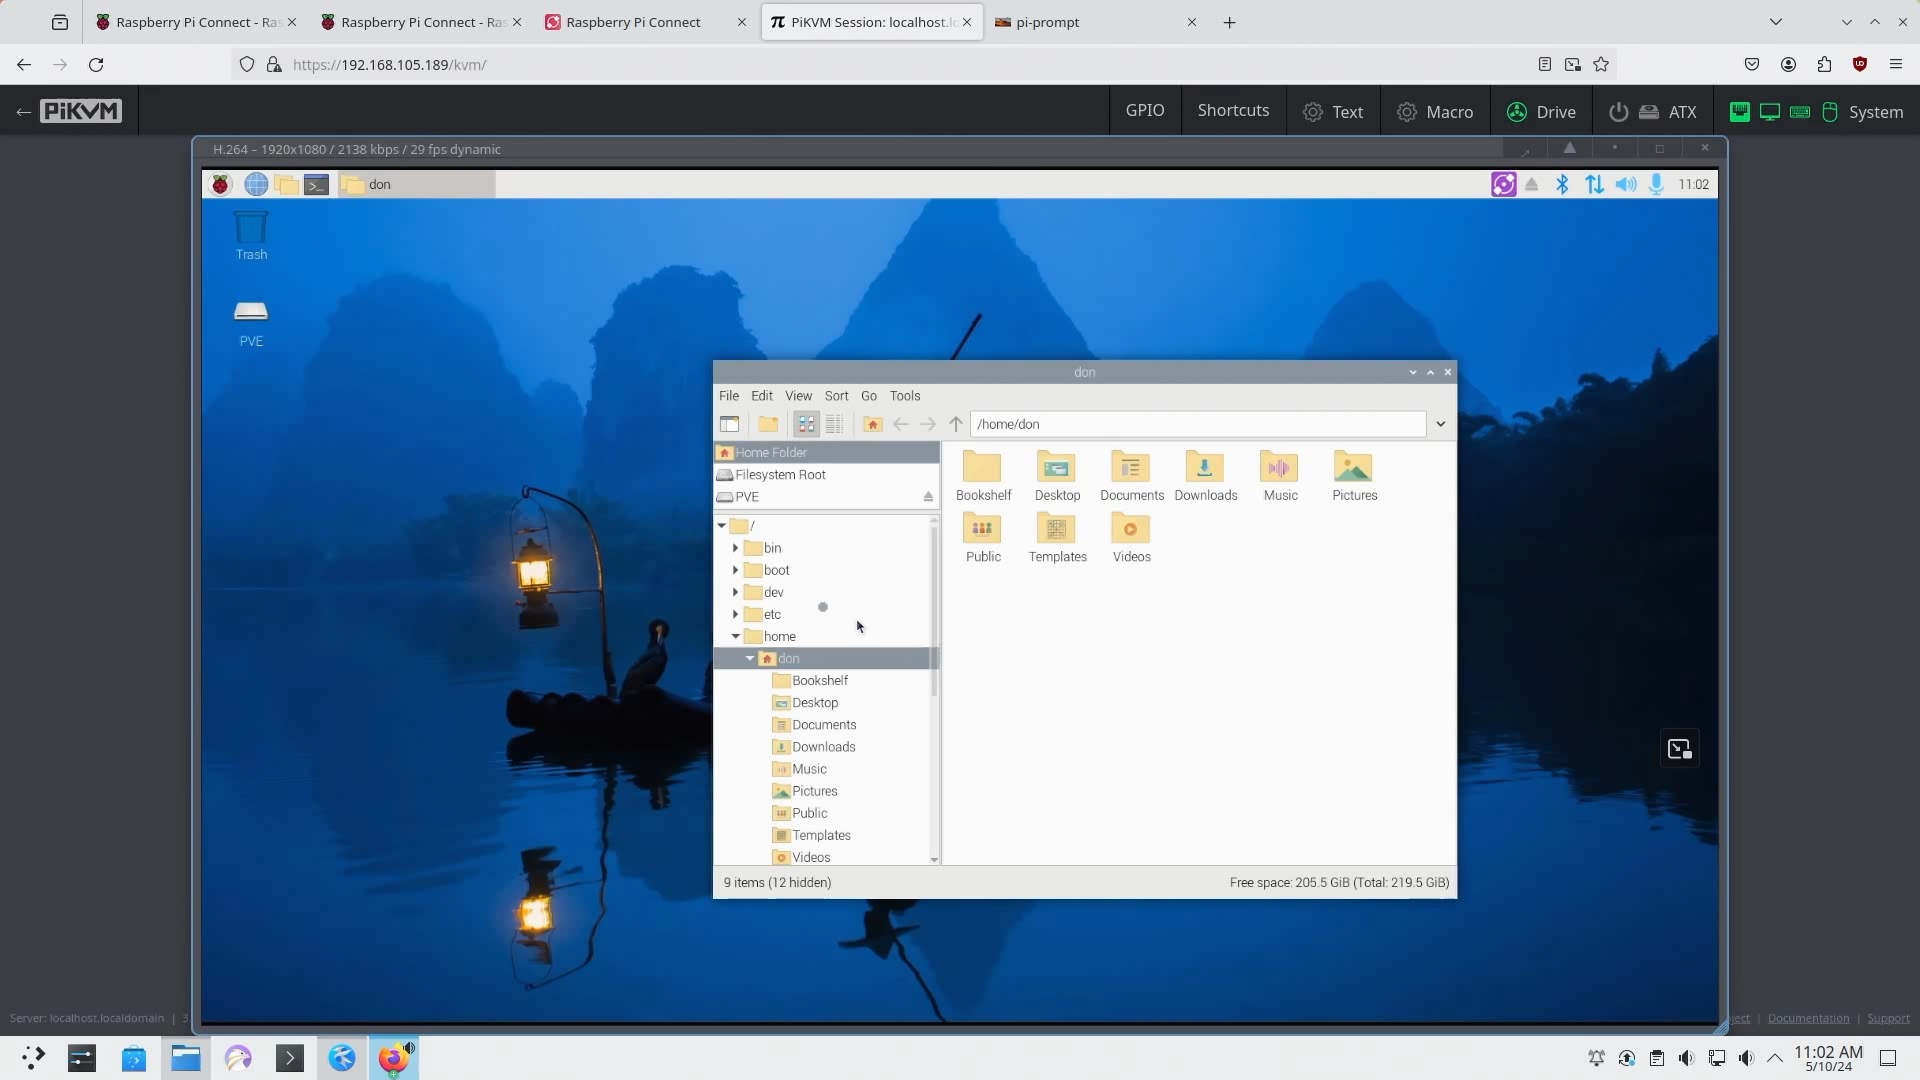 Raspberry Pi Connect - Ras
Raspberry Pi Connect - Ras
Raspberry Pi Connect
PiKVM Session: localhost.lo
pi-prompt
https://192.168.105.189/kvm/
PiKVM
GPIO
Shortcuts
Text
Macro
Drive
ATX
System
H.264 – 1920x1080 / 2138 kbps / 29 fps dynamic
don
11:02
Trash
PVE
don
File Edit View Sort Go Tools
/home/don
Home Folder
Filesystem Root
PVE
/
bin
boot
dev
etc
home
don
Bookshelf
Desktop
Documents
Downloads
Music
Pictures
Public
Templates
Videos
Bookshelf Desktop Documents Downloads Music Pictures
Public Templates Videos
9 items (12 hidden)
Free space: 205.5 GiB (Total: 219.5 GiB)
Server: localhost.localdomain | 3.
| Documentation | Support
11:02 AM
5/10/24